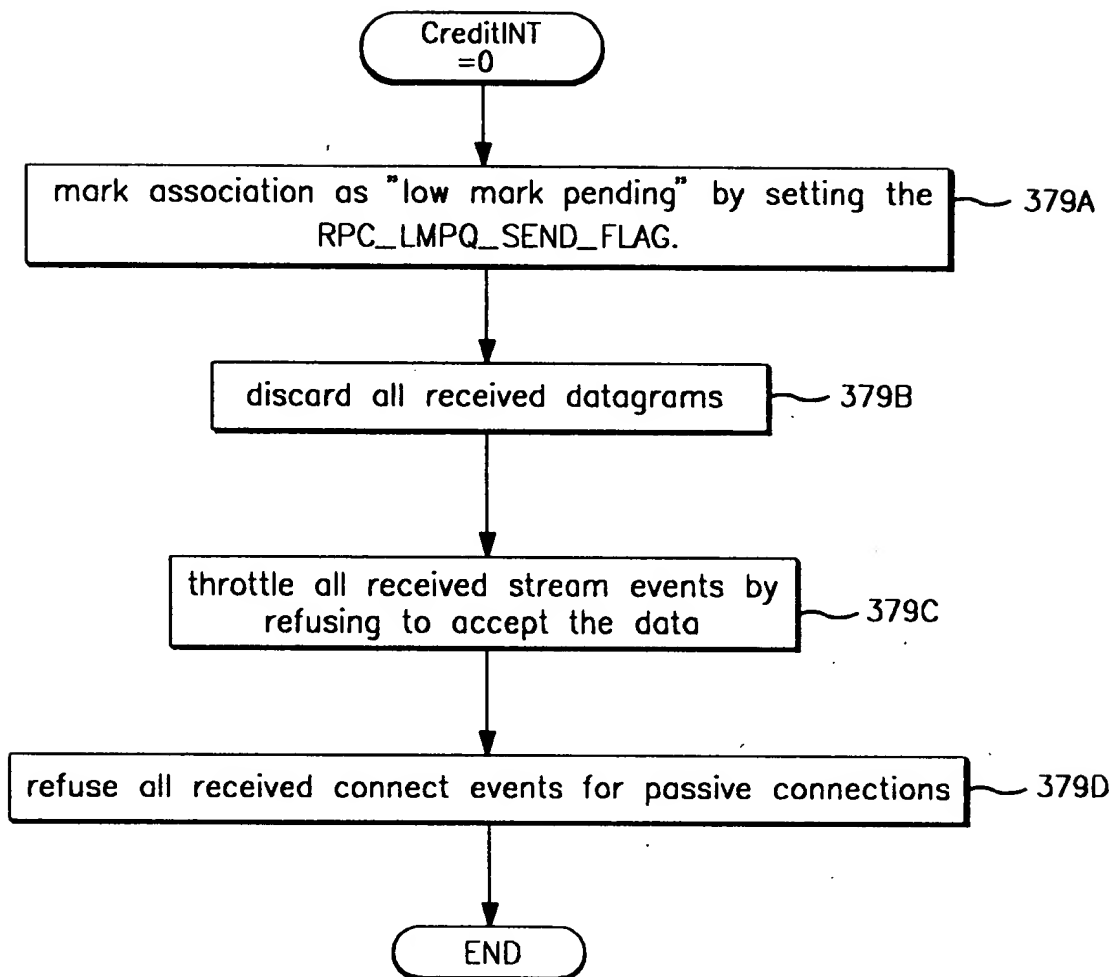 CreditINT
=0
mark association as "low mark pending" by setting the
RPC_LMPQ_SEND_FLAG.
379A
discard all received datagrams
379B
throttle all received stream events by
refusing to accept the data
379C
refuse all received connect events for passive connections
379D
END